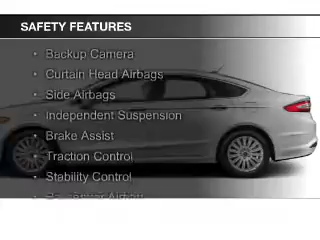 SAFETY FEATURES
• Backup Camera
• Curtain Head Airbags
• Side Airbags
• Independent Suspension
• Brake Assist
• Traction Control
• Stability Control